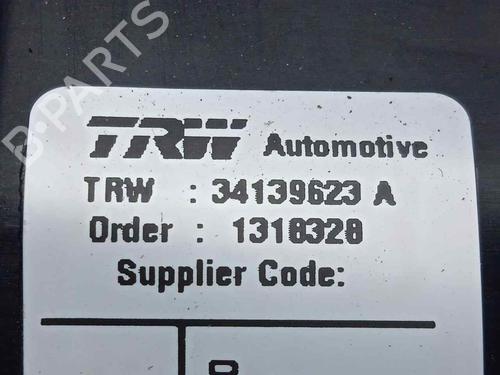 TRW Automotive
TRW : 34139623 A
Order : 1318328
Supplier Code:
B-PARTS